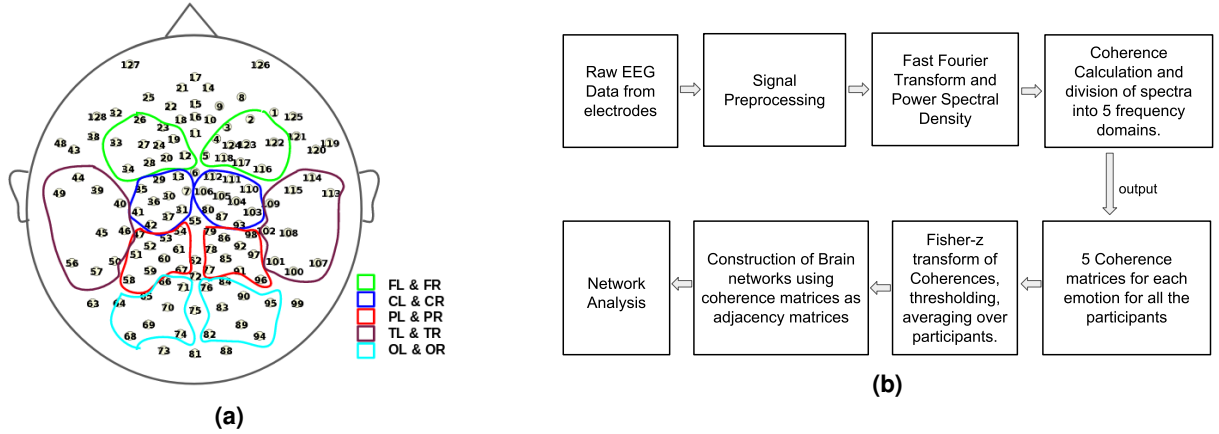 127 126
17
21 14
25 8
22 15 9
128 32 1 125
26 18 16 10 2
23 3
38 11 121
48 33 19 4 122 119
43 27 24 124 123 120
12 5 118
28 20 117
34 116
6
44 29 13 112 111 114
49 39 35 7 106 110 115 113
36 30 105
40 104 109
41 31 80 103
37 87
42 55 93
45 46 47 54 79 102 108
53 86 98
52 61 78 92
51 97
56 50 60 62 85 101 107
57 59 67 77 91 100
58 66 72 84 96
71 76
63 64 65 90 95 99
70 75 83
69 89
68 74 82 94
73 81 88
FL & FR
CL & CR
PL & PR
TL & TR
OL & OR
(a)
Raw EEG
Data from
electrodes
Signal
Preprocessing
Fast Fourier
Transform and
Power Spectral
Density
Coherence
Calculation and
division of spectra
into 5 frequency
domains.
output
5 Coherence
matrices for each
emotion for all the
participants
Fisher-z
transform of
Coherences,
thresholding,
averaging over
participants.
Construction of Brain
networks using
coherence matrices as
adjacency matrices
Network
Analysis
(b)